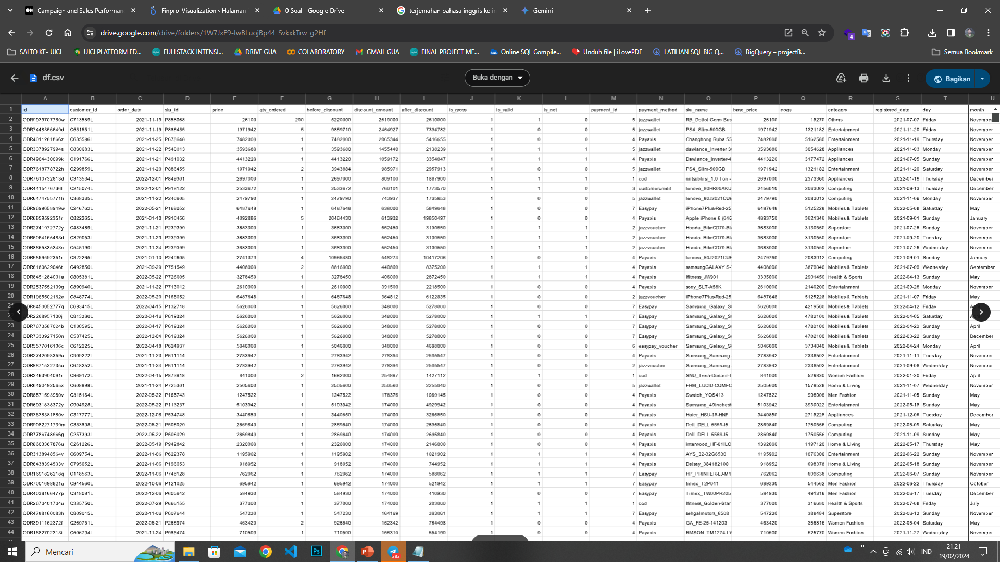 Campaign and Sales Performan
Finpro_Visualization › Halaman
0 Soal - Google Drive
terjemahan bahasa inggris ke in
Gemini
drive.google.com/drive/folders/1W7JxE9-IwBLuojBp44_SvkxkTrw_g2Hf
4
SALTO KE- UICI
UICI PLATFORM ED...
FULLSTACK INTENSI...
DRIVE GUA
COLABORATORY
GMAIL GUA
FINAL PROJECT ME...
Online SQL Compile...
Unduh file | iLovePDF
LATIHAN SQL BIG Q...
BigQuery – projectB...
Semua Bookmark
df.csv
Buka dengan
Bagikan
A B C D E F G H I J K L M N O P Q R S T U
1 id customer_id order_date sku_id price qty_ordered before_discount discount_amount after_discount is_gross is_valid is_net payment_id payment_method sku_name base_price cogs category registered_date day month
2 ODR9939707760w C713589L 2021-11-19 P858068 26100 200 5220000 2610000 2610000 1 1 0 5 jazzwallet RB_Dettol Germ Bus 26100 18270 Others 2021-07-07 Friday November
3 ODR7448356649d C551551L 2021-11-19 P886455 1971942 5 9859710 2464927 7394782 1 0 0 5 jazzwallet PS4_Slim-500GB 1971942 1321182 Entertainment 2021-11-20 Friday November
4 ODR4011281866z C685596L 2021-11-25 P678648 7482000 1 7482000 2065344 5416655 1 0 0 4 Payaxis Changhong Ruba 55 7482000 5162580 Entertainment 2021-11-19 Thursday November
5 ODR3378927994s C830683L 2021-11-22 P540013 3593680 1 3593680 1455440 2138239 1 1 1 5 jazzwallet dawlance_Inverter 3 3593680 3054628 Appliances 2021-11-03 Monday November
6 ODR4904430099k C191766L 2021-11-21 P491032 4413220 1 4413220 1059172 3354047 1 1 1 4 Payaxis Dawlance_Inverter-4 4413220 3177472 Appliances 2021-07-05 Sunday November
7 ODR7618778722h C299859L 2021-11-20 P886455 1971942 2 3943884 985971 2957913 1 0 0 5 jazzwallet PS4_Slim-500GB 1971942 1321182 Entertainment 2021-11-20 Saturday November
8 ODR7610732813d C313534L 2022-12-01 P849301 2697000 1 2697000 809100 1887900 1 1 1 1 cod mitsubhisi_1.0 Ton - 2697000 2373360 Appliances 2022-01-19 Thursday December
9 ODR4415476736l C215074L 2022-12-01 P918122 2533672 1 2533672 760101 1773570 1 1 0 3 customercredit lenovo_80HR00AKU 2456010 2063002 Computing 2021-09-13 Thursday December
10 ODR6474755771h C368335L 2021-11-22 P240605 2479790 1 2479790 743937 1735853 1 0 0 5 jazzwallet lenovo_80J2021CUE 2479790 2083012 Computing 2021-11-06 Monday November
11 ODR9699658949w C246762L 2022-05-21 P168052 6487648 1 6487648 638000 5849648 1 0 0 7 Easypay iPhone7Plus-Red-25 6487648 5125228 Mobiles & Tablets 2022-05-08 Saturday May
12 ODR6859592351r C822265L 2021-01-10 P910456 4092886 5 20464430 613932 19850497 1 0 0 4 Payaxis Apple iPhone 6 (64G 4893750 3621346 Mobiles & Tablets 2021-09-01 Sunday January
13 ODR2741972772y C483469L 2021-11-21 P239399 3683000 1 3683000 552450 3130550 1 1 1 2 jazzvoucher Honda_BikeCD70-Bl 3683000 3130550 Superstore 2021-07-26 Sunday November
14 ODR5064165483d C329053L 2021-11-23 P239399 3683000 1 3683000 552450 3130550 1 1 1 2 jazzvoucher Honda_BikeCD70-Bl 3683000 3130550 Superstore 2021-09-20 Tuesday November
15 ODR8655835343e C545190L 2021-11-24 P239399 3683000 1 3683000 552450 3130550 1 1 1 2 jazzvoucher Honda_BikeCD70-Bl 3683000 3130550 Superstore 2021-07-26 Wednesday November
16 ODR6859592351r C822265L 2021-01-10 P240605 2741370 4 10965480 548274 10417206 1 0 0 4 Payaxis lenovo_80J2021CUE 2479790 2083012 Computing 2021-09-01 Sunday January
17 ODR6180629046t C492850L 2021-09-29 P751549 4408000 2 8816000 440800 8375200 1 1 1 4 Payaxis samsungGALAXY S- 4408000 3879040 Mobiles & Tablets 2021-07-09 Wednesday September
18 ODR8451284001a C805381L 2022-05-22 P726605 3278450 1 3278450 406000 2872450 1 1 1 4 Payaxis Ifitness_JW901 3335000 2901450 Health & Sports 2022-04-13 Sunday May
19 ODR2537552109g C890940L 2021-11-22 P713012 2610000 1 2610000 391500 2218500 1 0 0 4 Payaxis sony_SLT-A58K 2610000 2140200 Entertainment 2021-09-28 Monday November
20 ODR1965502162e C848774L 2022-05-20 P168052 6487648 1 6487648 364812 6122835 1 0 0 2 jazzvoucher iPhone7Plus-Red-25 6487648 5125228 Mobiles & Tablets 2021-11-07 Friday May
DR8450052777q C693415L 2022-04-15 P132718 5626000 1 5626000 348000 5278000 1 0 0 7 Easypay Samsung_Galaxy_S 5626000 4219500 Mobiles & Tablets 2022-04-12 Friday
DR2268957100j C813380L 2022-04-16 P619324 5626000 1 5626000 348000 5278000 1 1 1 7 Easypay Samsung_Galaxy_S 5626000 4782100 Mobiles & Tablets 2022-04-05 Saturday
23 ODR7673587024b C180595L 2022-04-17 P619324 5626000 1 5626000 348000 5278000 1 0 0 7 Easypay Samsung_Galaxy_S 5626000 4782100 Mobiles & Tablets 2022-04-22 Sunday April
24 ODR7333927150n C587425L 2022-12-04 P619324 5626000 1 5626000 348000 5278000 1 0 0 7 Easypay Samsung_Galaxy_S 5626000 4782100 Mobiles & Tablets 2022-03-22 Sunday December
25 ODR5577016106c C612225L 2022-04-18 P624937 5046000 1 5046000 348000 4698000 1 0 0 6 easypay_voucher Samsung_Galaxy_S 5046000 3734040 Mobiles & Tablets 2022-04-24 Monday April
26 ODR2742098359u C909222L 2021-11-23 P611114 2783942 1 2783942 278394 2505547 1 0 0 4 Payaxis Samsung_Samsung 2783942 2338502 Entertainment 2021-11-11 Tuesday November
27 ODR8871522735u C648252L 2021-11-24 P611114 2783942 1 2783942 278394 2505547 1 0 0 2 jazzvoucher Samsung_Samsung 2783942 2338502 Entertainment 2021-09-08 Wednesday November
28 ODR2463904091r C869172L 2022-04-15 P873818 841000 2 1682000 254887 1427112 1 1 0 1 cod SNU_Tena-Durrani-T 841000 529830 Women Fashion 2022-01-20 Friday April
29 ODR6490492565x C608898L 2021-11-24 P725301 2505600 1 2505600 250560 2255040 1 0 0 5 jazzwallet FHM_LUCID COMFC 2505600 1578528 Home & Living 2021-11-07 Wednesday November
30 ODR8571593980v C315164L 2022-05-22 P165743 1247522 1 1247522 178376 1069145 1 0 0 4 Payaxis Swatch_YOS413 1247522 998006 Men Fashion 2021-11-05 Sunday May
31 ODR6931838372y C904928L 2022-05-22 P113237 5103942 1 5103942 174000 4929942 1 1 1 4 Payaxis Samsung_49inches 5103942 3930022 Entertainment 2022-05-18 Sunday May
32 ODR3638381880v C317777L 2022-12-06 P534748 3440850 1 3440850 174000 3266850 1 0 0 4 Payaxis Haier_HSU-18-HNF 3440850 2718228 Appliances 2021-12-06 Tuesday December
33 ODR9082271739m C353808L 2022-05-21 P506029 2869840 1 2869840 174000 2695840 1 0 0 4 Payaxis Dell_DELL 5559-I5 2869840 1750556 Computing 2022-05-09 Saturday May
34 ODR7786748966g C257393L 2022-05-22 P506029 2869840 1 2869840 174000 2695840 1 0 0 4 Payaxis Dell_DELL 5559-I5 2869840 1750556 Computing 2021-11-09 Sunday May
35 ODR8603367876u C261226L 2022-05-19 P942842 2320000 1 2320000 174000 2146000 1 0 0 4 Payaxis interwood_HF-01ILO 1392000 1197120 Home & Living 2022-05-17 Thursday May
36 ODR3138948564v C609754L 2022-11-06 P622378 1195902 1 1195902 174000 1021902 1 1 1 4 Payaxis AYS_32-32G6530 1195902 1076306 Entertainment 2022-06-22 Sunday November
37 ODR6438394533v C795052L 2022-11-06 P196053 918952 1 918952 174000 744952 1 1 1 4 Payaxis Delsey_384182100 918952 698378 Home & Living 2022-05-18 Sunday November
38 ODR1691826218q C118563L 2022-11-06 P748128 762062 1 762062 174000 588062 1 1 1 7 Easypay HP_PRINTER-LJ-M1 762062 609638 Computing 2022-06-07 Sunday November
39 ODR7001698821u C944560L 2022-10-06 P121025 695942 1 695942 174000 521942 1 1 1 7 Easypay timex_T2P041 689330 544562 Men Fashion 2022-06-22 Thursday October
40 ODR4038166477p C318081L 2022-12-06 P605642 584930 1 584930 174000 410930 1 0 0 7 Easypay Timex_TW00PR205 584930 491318 Men Fashion 2022-06-17 Tuesday December
41 ODR2670401704u C385750L 2022-07-29 P666155 377000 1 377000 174000 203000 1 1 1 1 cod Ifitness_Golden-Star 377000 316680 Health & Sports 2022-07-08 Friday July
42 ODR4788160083h C809015L 2022-11-06 P607644 547230 1 547230 164169 383061 1 1 1 7 Easypay sehgalmotors_6508 547230 388484 Superstore 2022-06-13 Sunday November
43 ODR3911162372f C269751L 2022-05-21 P266974 463420 2 926840 162342 764498 1 0 0 4 Payaxis GA_FE-25-141203 463420 356816 Women Fashion 2022-05-04 Saturday May
44 ODR1682702313i C506704L 2021-11-24 P985474 710500 1 710500 156310 554190 1 0 0 4 Payaxis RMSON_TM1274 LV 710500 525770 Women Fashion 2021-11-27 Wednesday November
Mencari
Ps
282
IND
21.21
19/02/2024